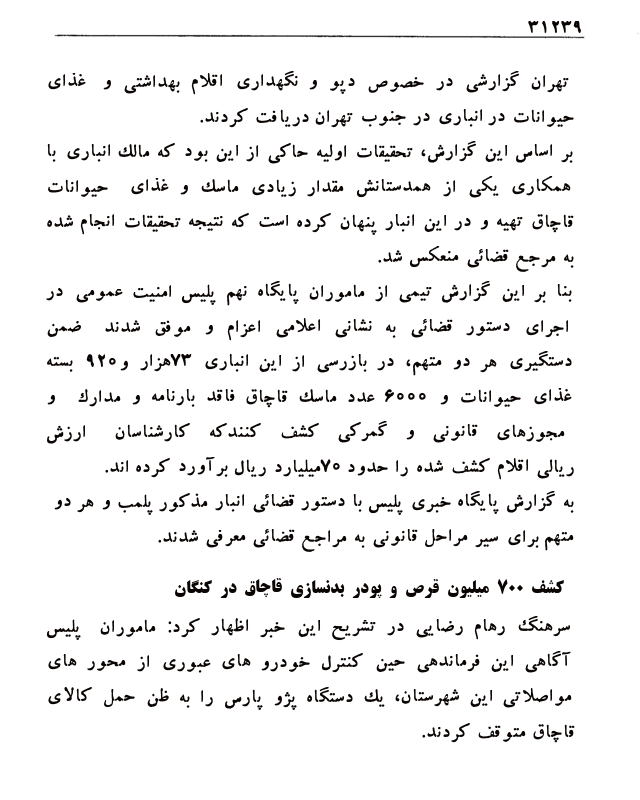 ۳۱۲۳۹
تهران گزارشی در خصوص دپو و نگهداری اقلام بهداشتی و غذای
حیوانات در انباری در جنوب تهران دریافت کردند.
بر اساس این گزارش، تحقیقات اولیه حاکی از این بود که مالک انباری با
همکاری یکی از همدستانش مقدار زیادی ماسک و غذای حیوانات
قاچاق تهیه و در این انبار پنهان کرده است که نتیجه تحقیقات انجام شده
به مرجع قضائی منعکس شد.
بنا بر این گزارش تیمی از ماموران پایگاه نهم پلیس امنیت عمومی در
اجرای دستور قضائی به نشانی اعلامی اعزام و موفق شدند ضمن
دستگیری هر دو متهم، در بازرسی از این انباری ۷۳هزار و۹۲۰ بسته
غذای حیوانات و ۶۰۰۰ عدد ماسک قاچاق فاقد بارنامه و مدارک و
مجوزهای قانونی و گمرکی کشف کنندکه کارشناسان ارزش
ریالی اقلام کشف شده را حدود ۷۰میلیارد ریال برآورد کرده اند.
به گزارش پایگاه خبری پلیس با دستور قضائی انبار مذکور پلمب و هر دو
متهم برای سیر مراحل قانونی به مراجع قضائی معرفی شدند.
کشف ۷۰۰ میلیون قرص و پودر بدنسازی قاچاق در کنگان
سرهنگ رهام رضایی در تشریح این خبر اظهار کرد: ماموران پلیس
آگاهی این فرماندهی حین کنترل خودرو های عبوری از محور های
مواصلاتی این شهرستان، یک دستگاه پژو پارس را به ظن حمل کالای
قاچاق متوقف کردند.